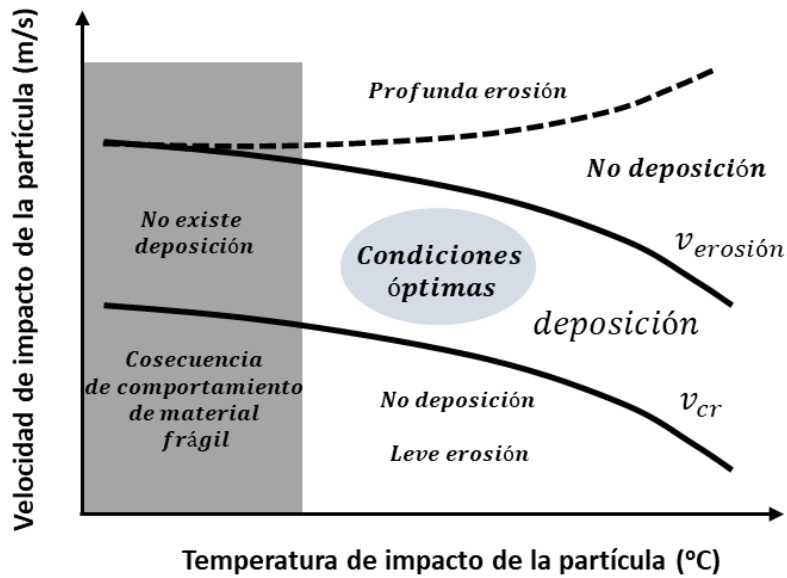 Velocidad de impacto de la partícula (m/s)
Profunda erosión
No deposición
No existe
deposición
Condiciones
óptimas
v_erosión
deposición
Cosecuencia
de comportamiento
de material
frágil
No deposición
Leve erosión
v_cr
Temperatura de impacto de la partícula (ºC)